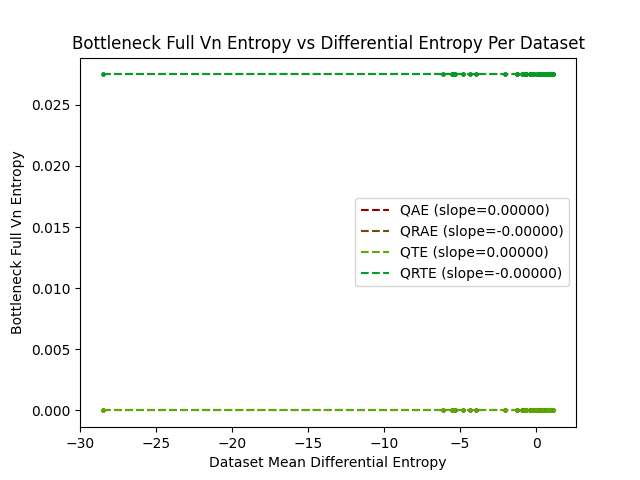 Bottleneck Full Vn Entropy vs Differential Entropy Per Dataset
Bottleneck Full Vn Entropy
0.025
0.020
0.015
0.010
0.005
0.000
QAE (slope=0.00000)
QRAE (slope=-0.00000)
QTE (slope=0.00000)
QRTE (slope=-0.00000)
−30 −25 −20 −15 −10 −5 0
Dataset Mean Differential Entropy